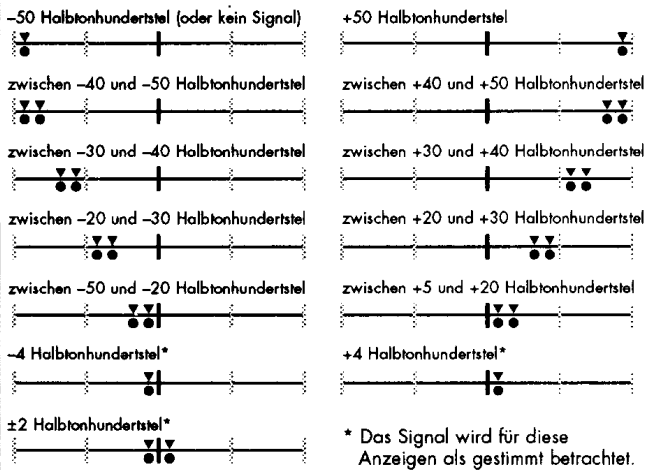 –50 Halbtonhundertstel (oder kein Signal)
+50 Halbtonhundertstel
zwischen –40 und –50 Halbtonhundertstel
zwischen +40 und +50 Halbtonhundertstel
zwischen –30 und –40 Halbtonhundertstel
zwischen +30 und +40 Halbtonhundertstel
zwischen –20 und –30 Halbtonhundertstel
zwischen +20 und +30 Halbtonhundertstel
zwischen –50 und –20 Halbtonhundertstel
zwischen +5 und +20 Halbtonhundertstel
–4 Halbtonhundertstel*
+4 Halbtonhundertstel*
±2 Halbtonhundertstel*
* Das Signal wird für diese
Anzeigen als gestimmt betrachtet.